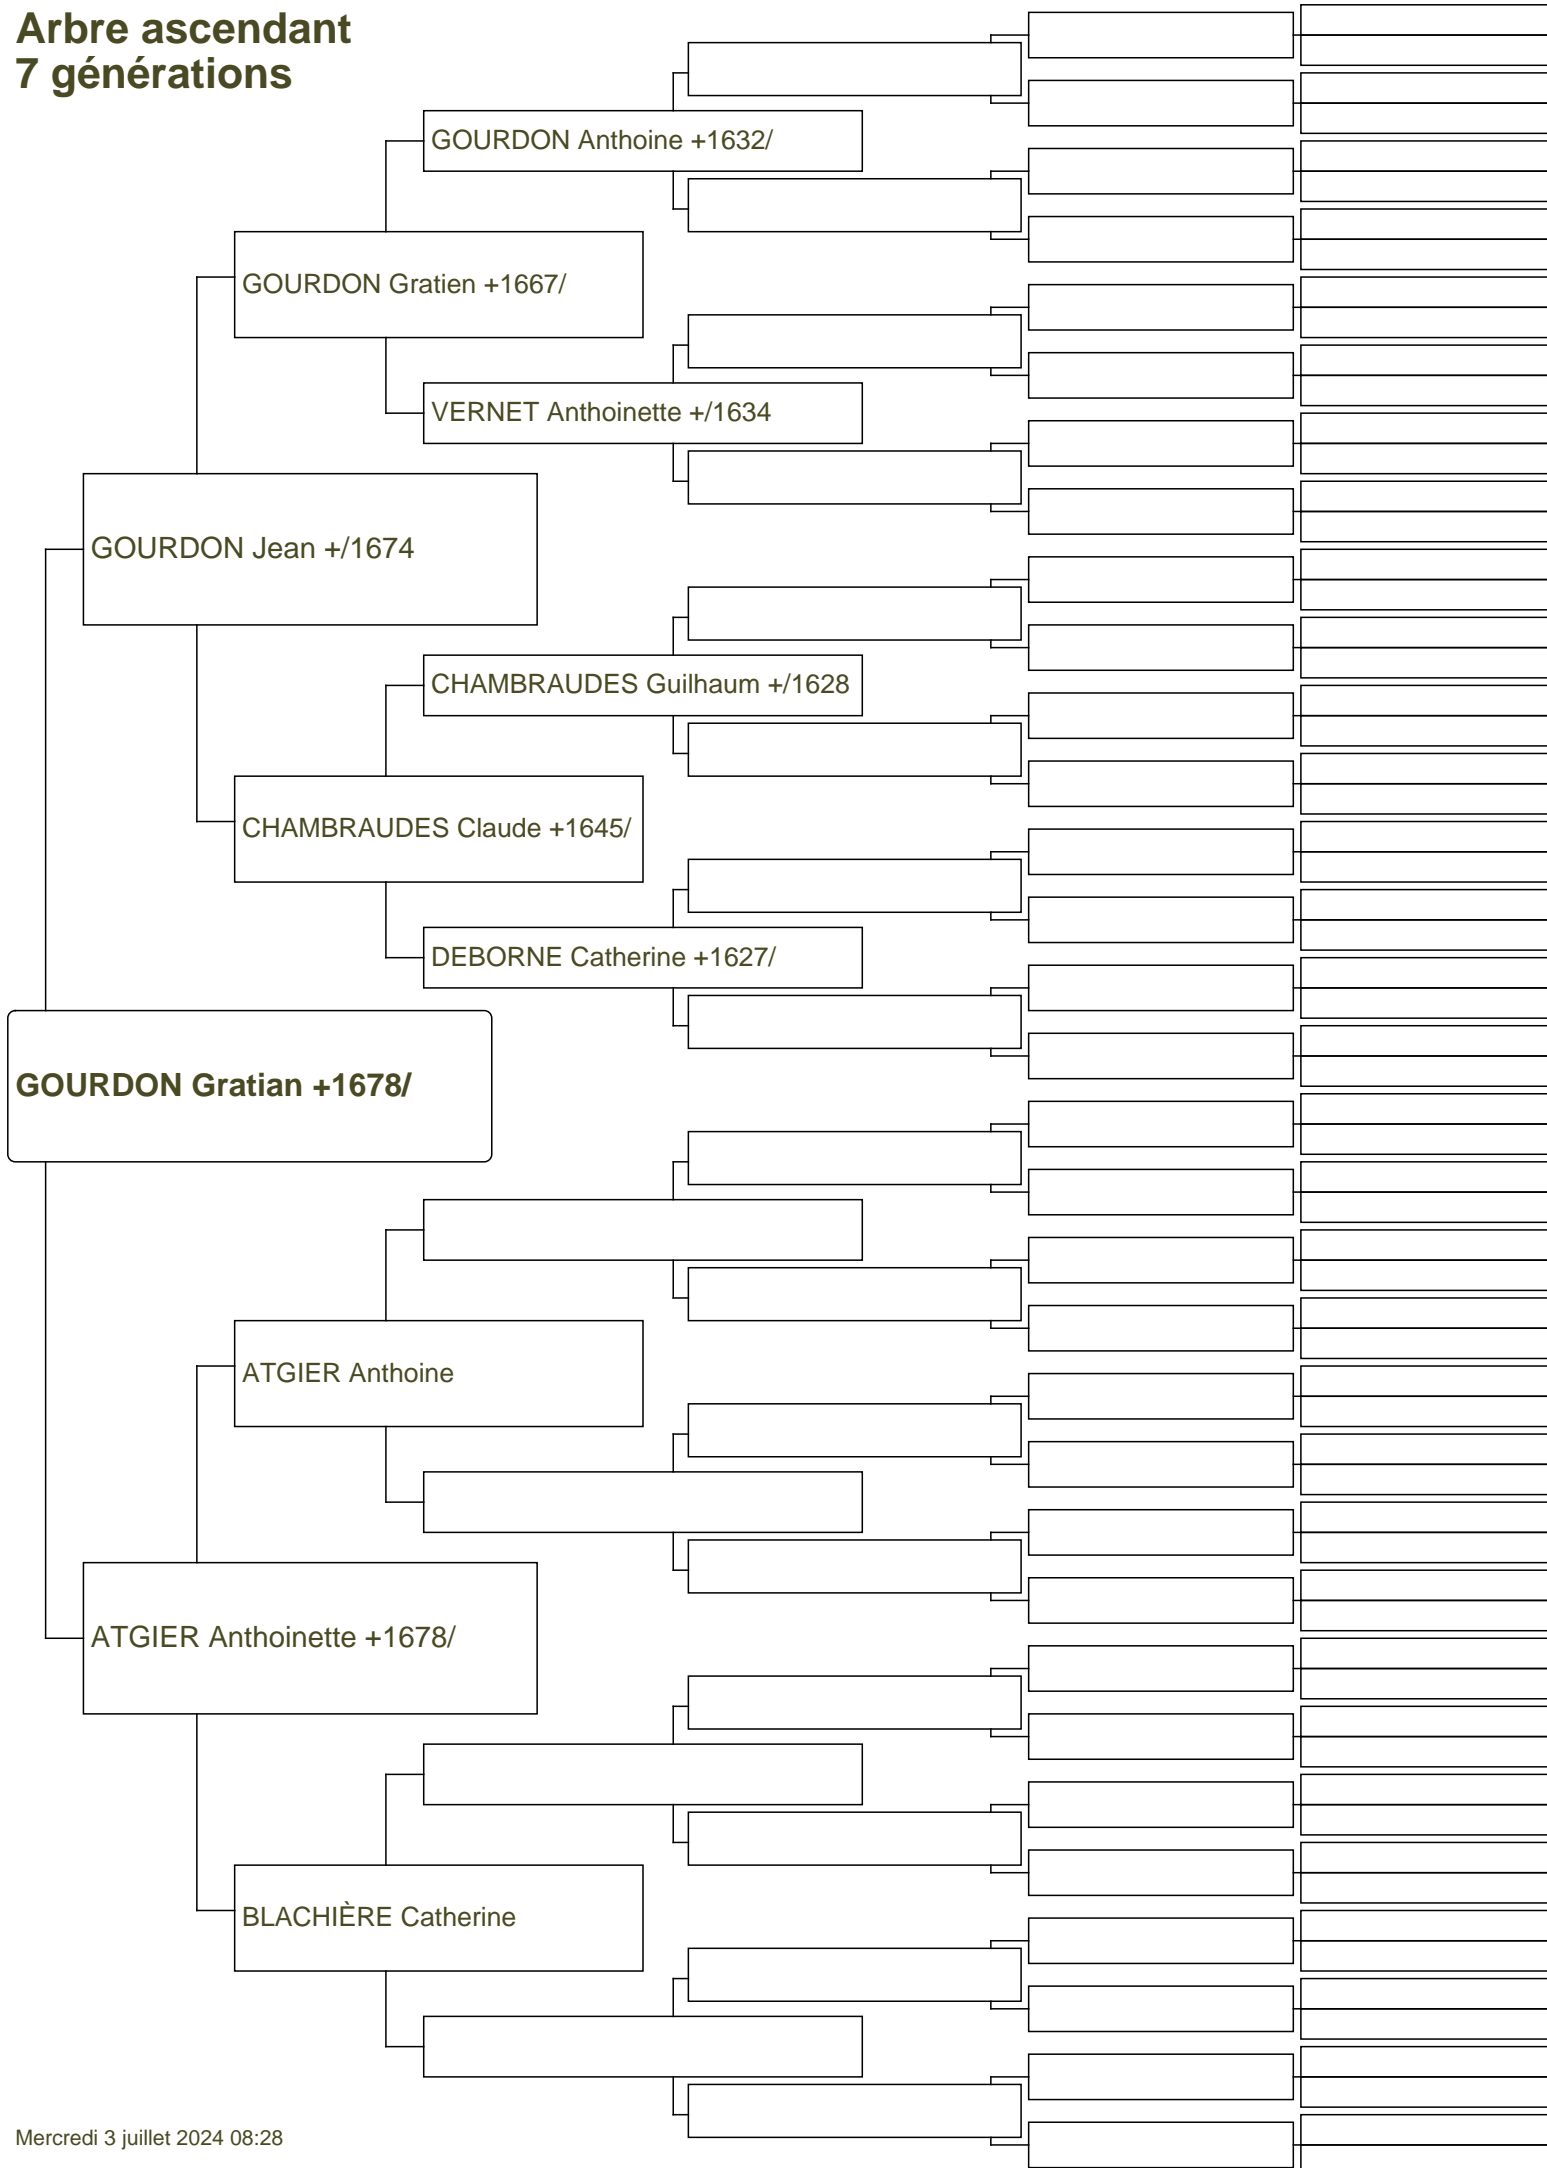 Arbre ascendant
7 générations
GOURDON Anthoine +1632/
GOURDON Gratien +1667/
VERNET Anthoinette +/1634
GOURDON Jean +/1674
CHAMBRAUDES Guilhaum +/1628
CHAMBRAUDES Claude +1645/
DEBORNE Catherine +1627/
GOURDON Gratian +1678/
ATGIER Anthoine
ATGIER Anthoinette +1678/
BLACHIÈRE Catherine
Mercredi 3 juillet 2024 08:28